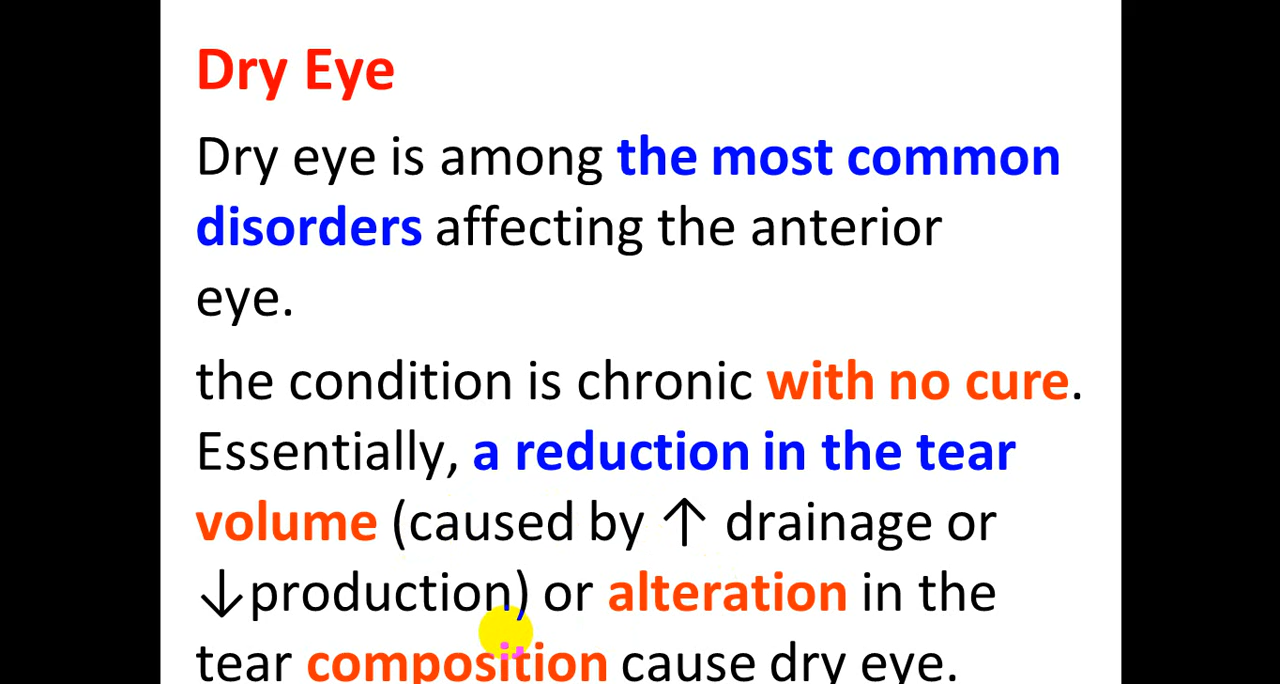 Dry Eye
Dry eye is among the most common
disorders affecting the anterior
eye.
the condition is chronic with no cure.
Essentially, a reduction in the tear
volume (caused by ↑ drainage or
↓production) or alteration in the
tear composition cause dry eye.